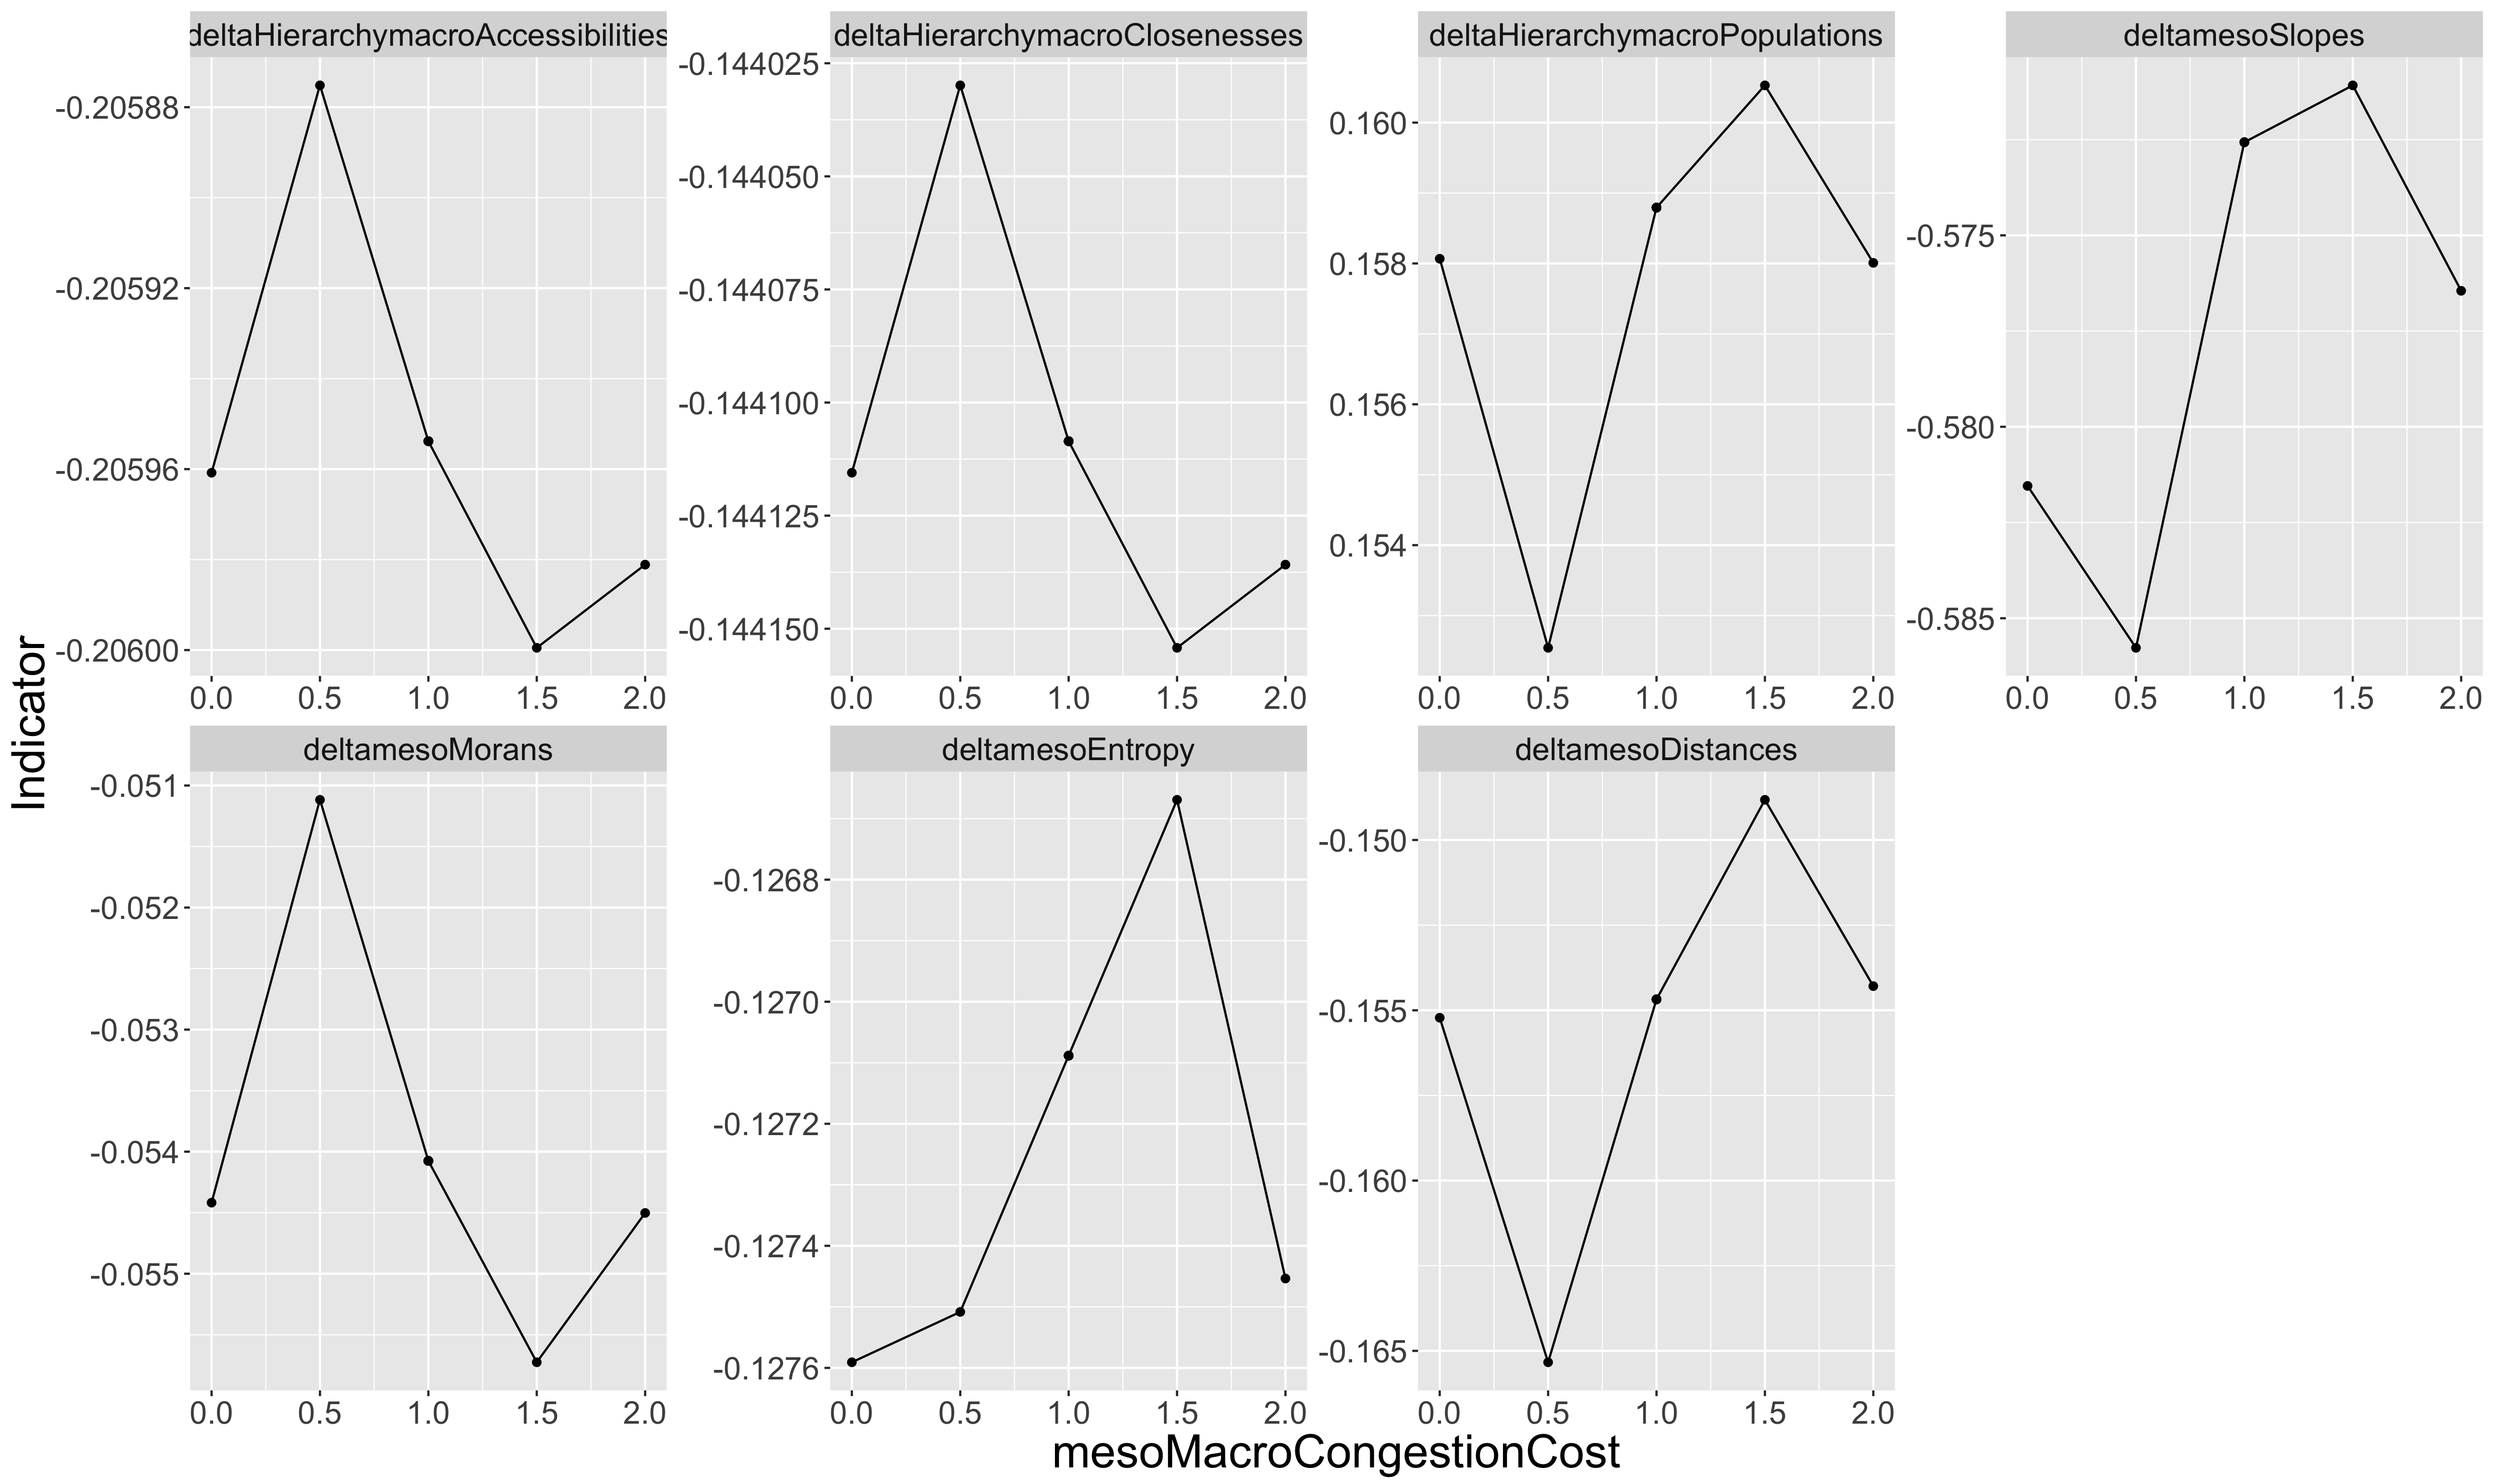 deltaHierarchymacroAccessibilities
deltaHierarchymacroClosenesses
deltaHierarchymacroPopulations
deltamesoSlopes
-0.20588
-0.20592
-0.20596
-0.20600
-0.144025
-0.144050
-0.144075
-0.144100
-0.144125
-0.144150
0.160
0.158
0.156
0.154
-0.575
-0.580
-0.585
0.0 0.5 1.0 1.5 2.0
0.0 0.5 1.0 1.5 2.0
0.0 0.5 1.0 1.5 2.0
0.0 0.5 1.0 1.5 2.0
Indicator
deltamesoMorans
deltamesoEntropy
deltamesoDistances
-0.051
-0.052
-0.053
-0.054
-0.055
-0.1268
-0.1270
-0.1272
-0.1274
-0.1276
-0.150
-0.155
-0.160
-0.165
0.0 0.5 1.0 1.5 2.0
0.0 0.5 1.0 1.5 2.0
0.0 0.5 1.0 1.5 2.0
mesoMacroCongestionCost